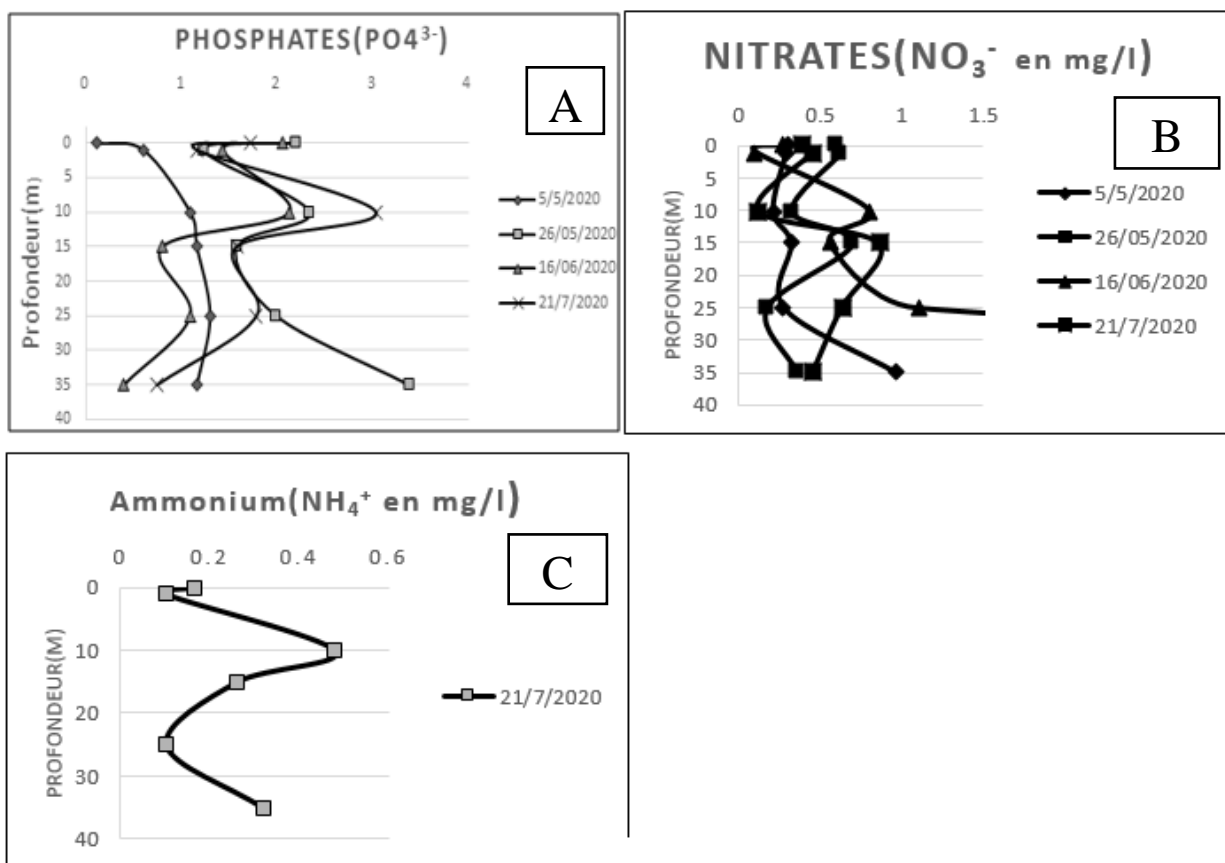 PHOSPHATES(PO4³⁻)
0 1 2 3 4
A
0
5
10
15
20
25
30
35
40
Profondeur(m)
5/5/2020
26/05/2020
16/06/2020
21/7/2020
NITRATES(NO₃⁻ en mg/l)
0 0.5 1 1.5
B
0
5
10
15
20
25
30
35
40
PROFONDEUR(M)
5/5/2020
26/05/2020
16/06/2020
21/7/2020
Ammonium(NH₄⁺ en mg/l)
0 0.2 0.4 0.6
C
0
10
20
30
40
PROFONDEUR(M)
21/7/2020